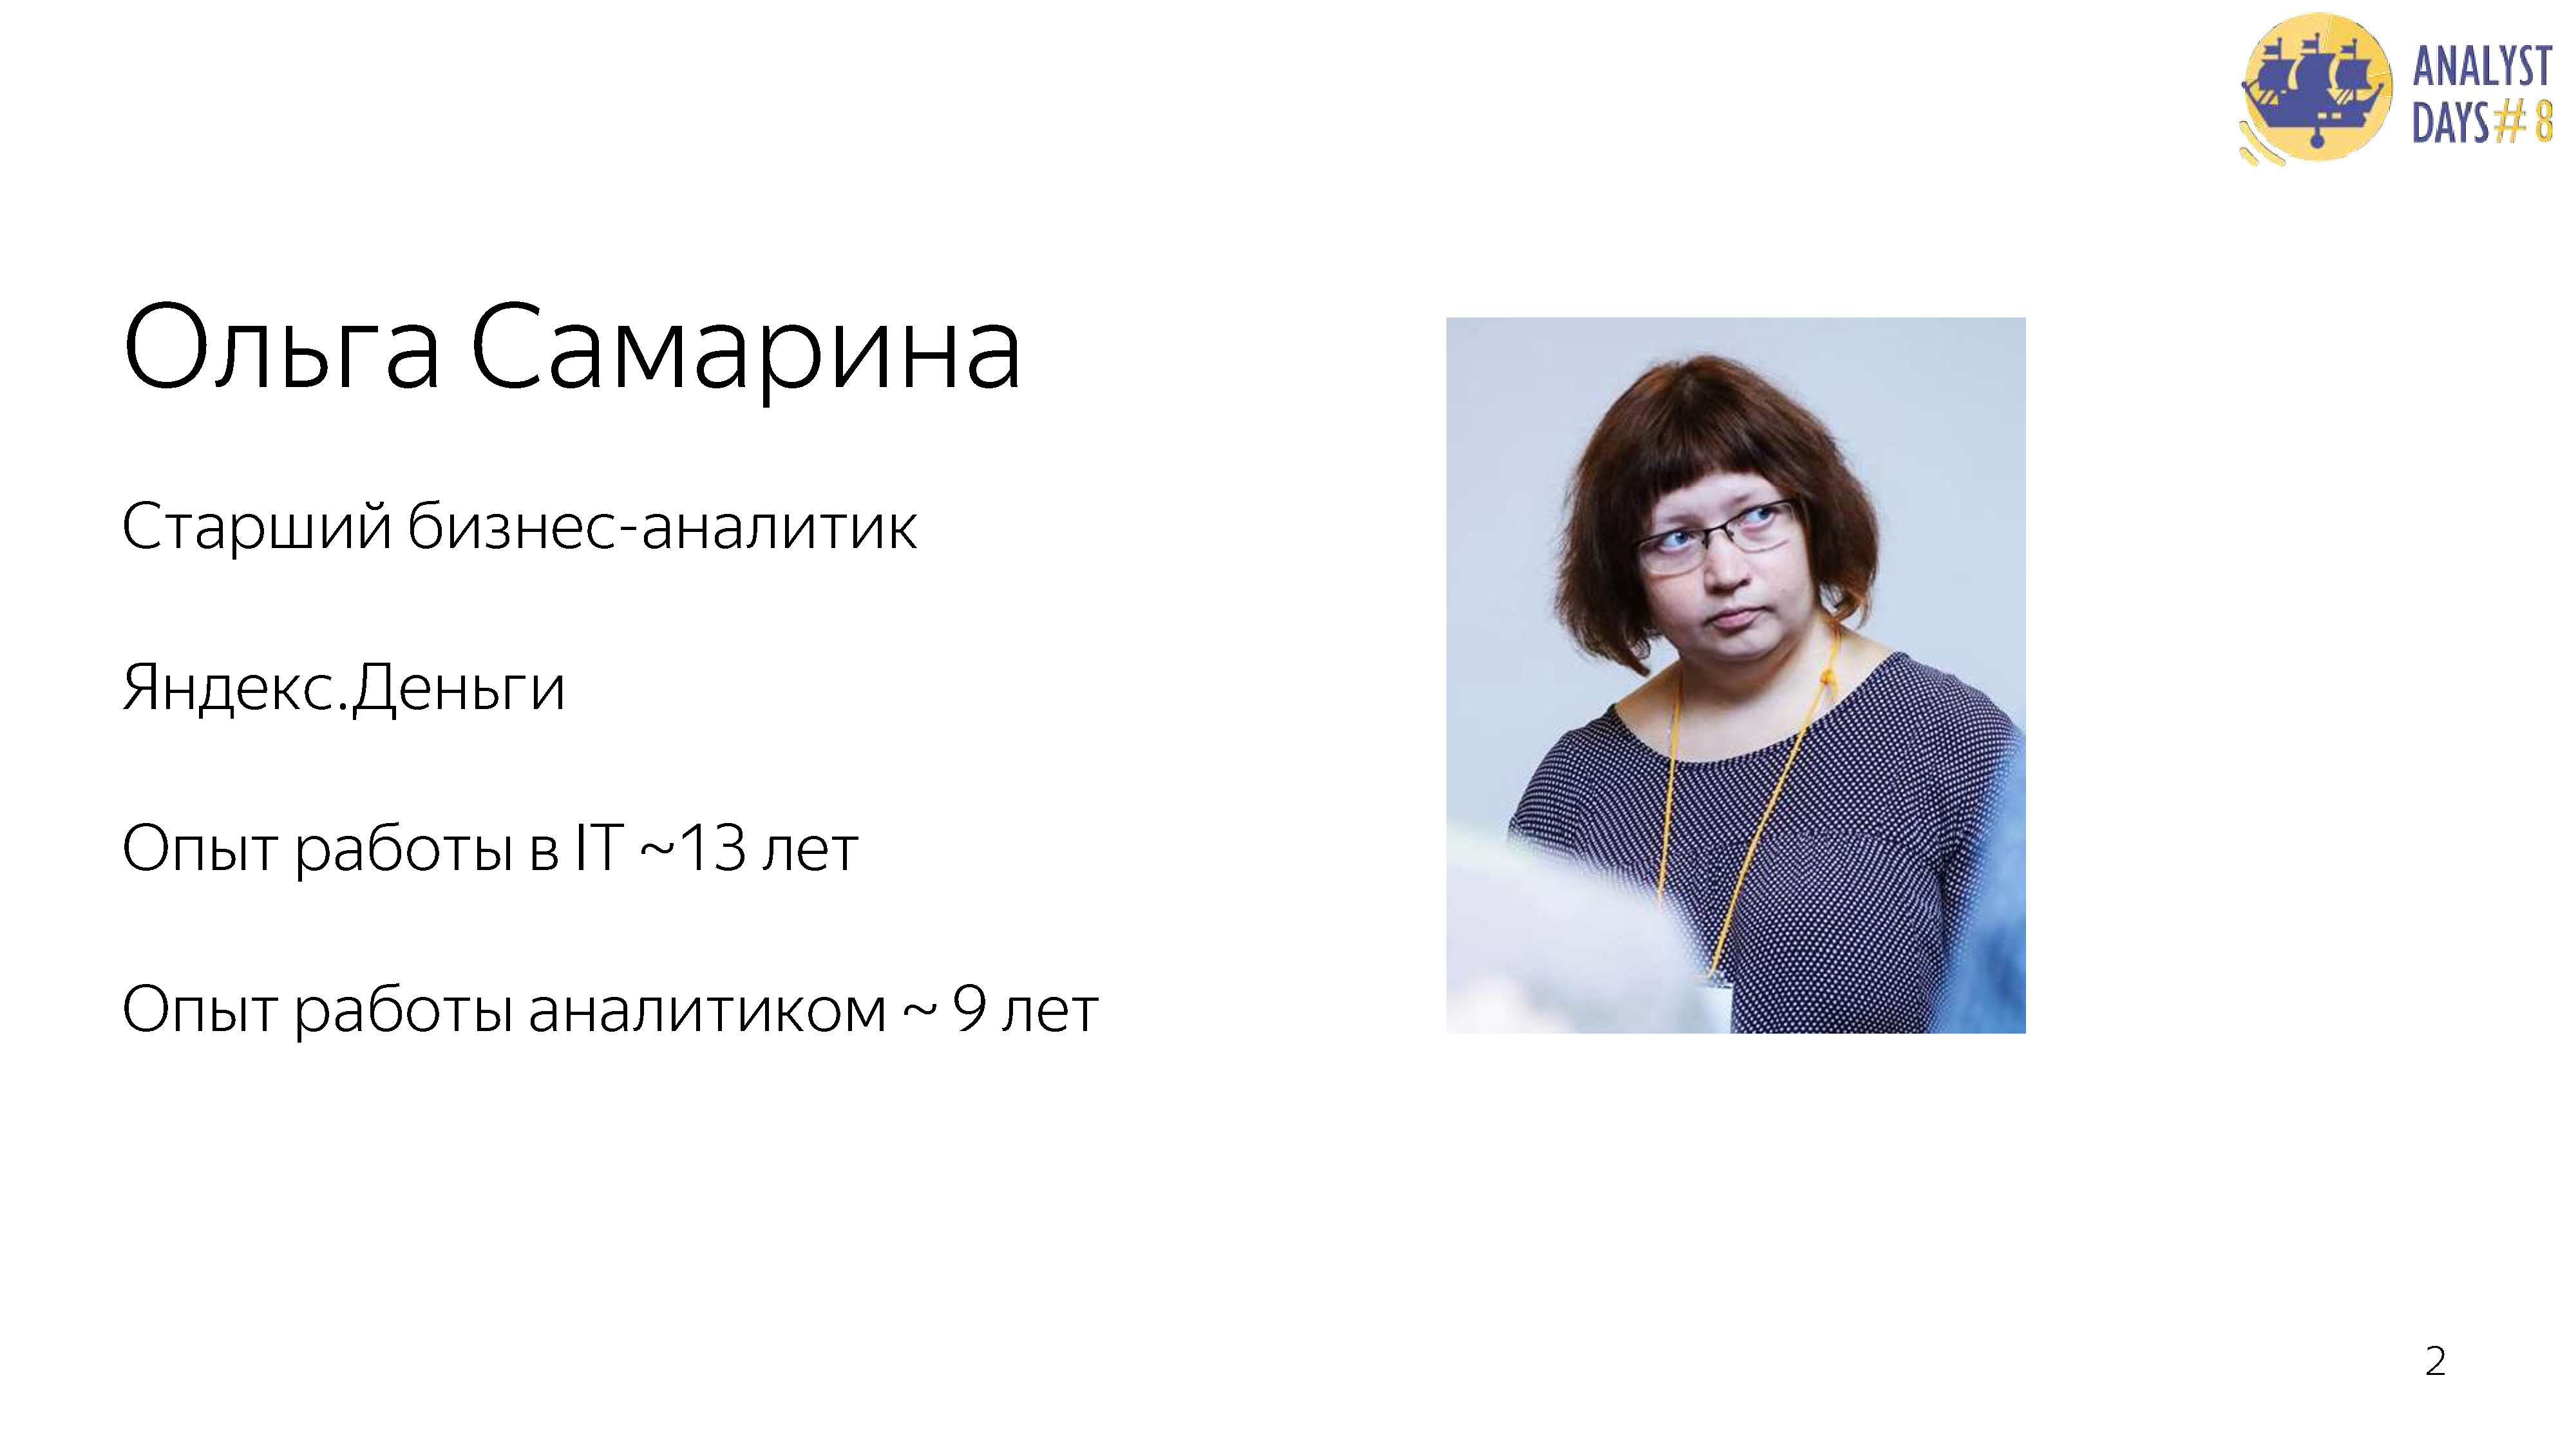 ANALYST
DAYS#8
Ольга Самарина
Старший бизнес-аналитик
Яндекс.Деньги
Опыт работы в IT ~13 лет
Опыт работы аналитиком ~ 9 лет
2